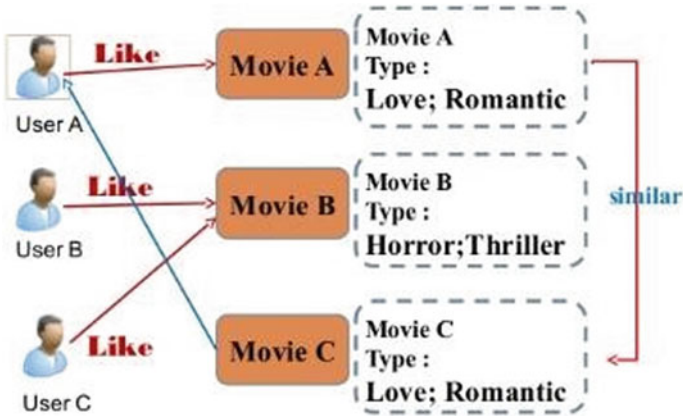 Like
User A
Movie A
Movie A
Type :
Love; Romantic
Like
User B
Movie B
Movie B
Type :
Horror;Thriller
similar
Like
User C
Movie C
Movie C
Type :
Love; Romantic